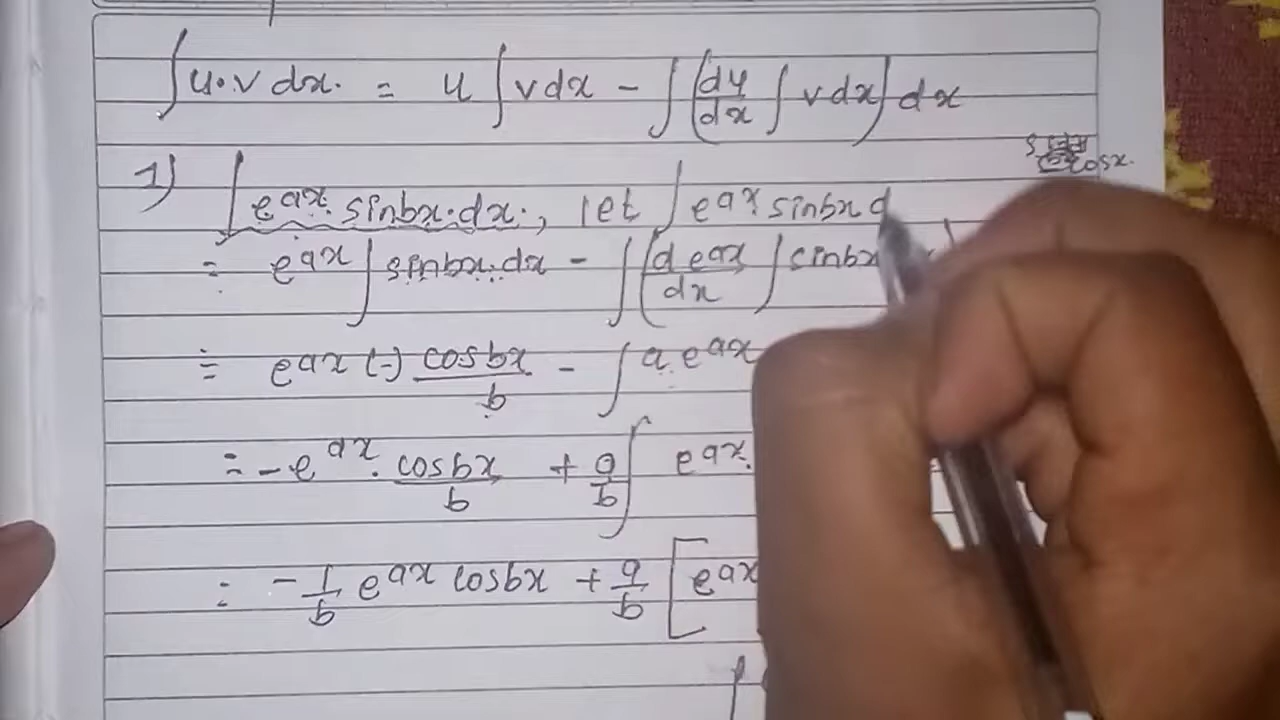 ∫u·v dx. = u ∫v dx - ∫(du/dx ∫v dx) dx
cosx.
1) ∫e^ax. sinbx.dx., let ∫e^ax sinbx d
= e^ax ∫sinbx.dx - ∫(d e^ax/dx ∫sinbx
= e^ax (-) cosbx/b - ∫a e^ax
= -e^ax . cosbx/b + a/b ∫ e^ax.
= -1/b e^ax cosbx + a/b [e^ax